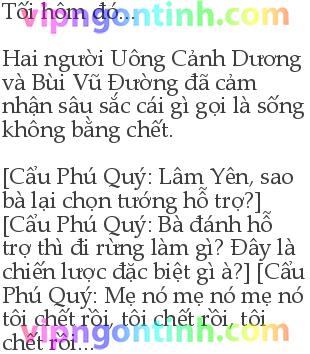 Tối hôm đó...
vipngontinh.com
Hai người Uông Cảnh Dương
và Bùi Vũ Đường đã cảm
nhận sâu sắc cái gì gọi là sống
không bằng chết.
[Cẩu Phú Quý: Lâm Yên, sao
bà lại chọn tướng hỗ trợ?]
[Cẩu Phú Quý: Bà đánh hỗ
trợ thì đi rừng làm gì? Đây là
chiến lược đặc biệt gì à?] [Cẩu
Phú Quý: Mẹ nó mẹ nó mẹ nó
tôi chết rồi, tôi chết rồi, tôi
chết rồi...
vipngontinh.com